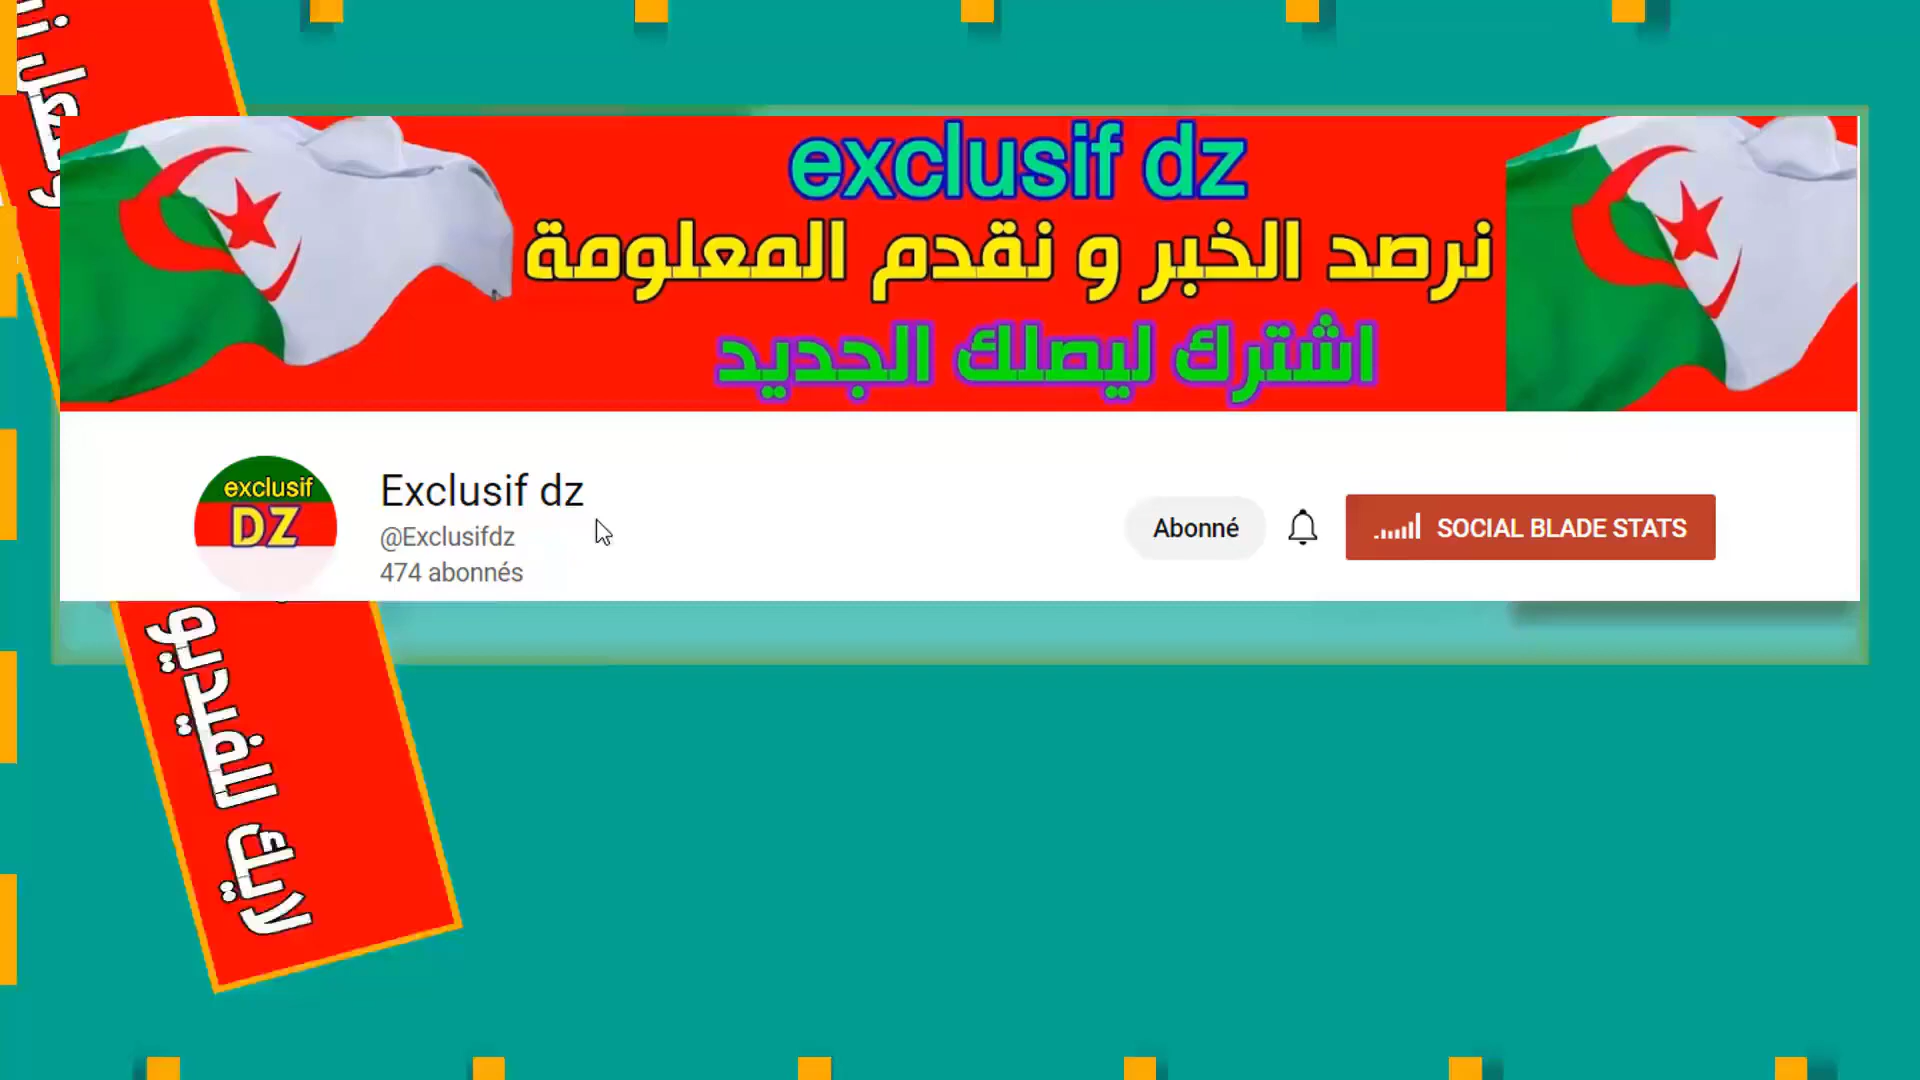 exclusif dz
نرصد الخبر و نقدم المعلومة
اشترك ليصلك الجديد
exclusif
DZ
Exclusif dz
@Exclusifdz
474 abonnés
Abonné
SOCIAL BLADE STATS
لايك الفيديو